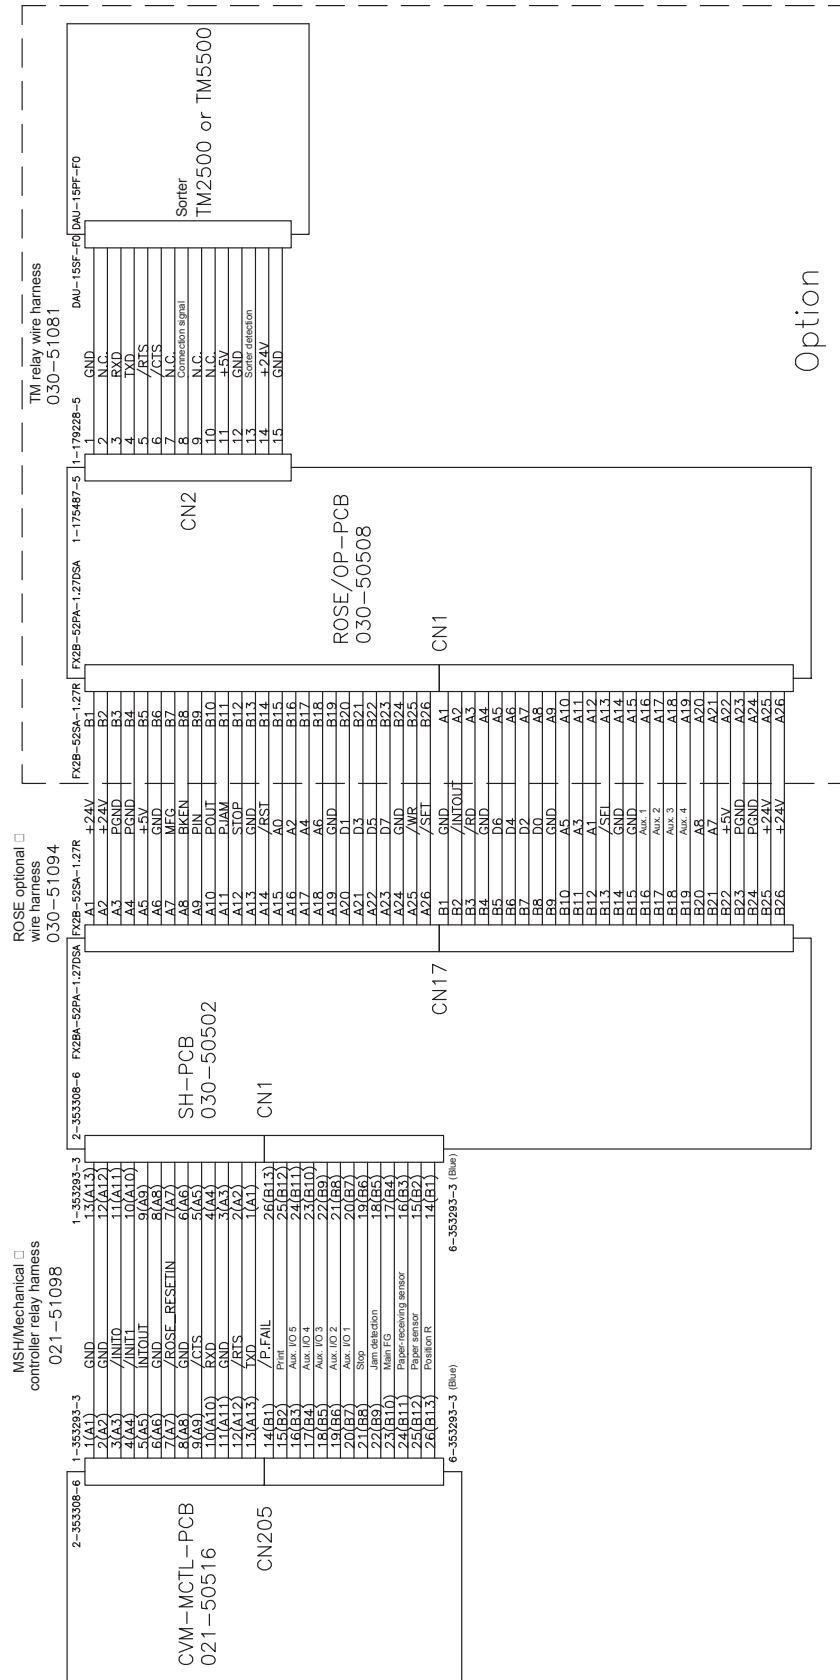 MSH/Mechanical □
controller relay harness
021-51098
2-353308-6
1-353293-3
1-353293-3
2-353308-6
CVM-MCTL-PCB
021-50516
CN205
1(A1) GND 13(A13)
2(A2) GND 12(A12)
3(A3) /INIT0 11(A11)
4(A4) /INIT1 10(A10)
5(A5) INTOUT 9(A9)
6(A6) GND 8(A8)
7(A7) /ROSE_RESETIN 7(A7)
8(A8) GND 6(A6)
9(A9) /CTS 5(A5)
10(A10) RXD 4(A4)
11(A11) GND 3(A3)
12(A12) /RTS 2(A2)
13(A13) TXD 1(A1)
14(B1) /P.FAIL 26(B13)
15(B2) Print 25(B12)
16(B3) Aux. I/O 5 24(B11)
17(B4) Aux. I/O 4 23(B10)
18(B5) Aux. I/O 3 22(B9)
19(B6) Aux. I/O 2 21(B8)
20(B7) Aux. I/O 1 20(B7)
21(B8) Stop 19(B6)
22(B9) Jam detection 18(B5)
23(B10) Main FG 17(B4)
24(B11) Paper-receiving sensor 16(B3)
25(B12) Paper sensor 15(B2)
26(B13) Position R 14(B1)
6-353293-3 (Blue)
6-353293-3 (Blue)
SH-PCB
030-50502
CN1
CN17
ROSE optional □
wire harness
030-51094
FX2BA-52PA-1.27DSA
FX2B-52SA-1.27R
FX2B-52SA-1.27R
FX2B-52PA-1.27DSA
A1 +24V B1
A2 +24V B2
A3 PGND B3
A4 PGND B4
A5 +5V B5
A6 GND B6
A7 MFG B7
A8 BKEN B8
A9 PIN B9
A10 POUT B10
A11 PJAM B11
A12 STOP B12
A13 GND B13
A14 /RST B14
A15 A0 B15
A16 A2 B16
A17 A4 B17
A18 A6 B18
A19 GND B19
A20 D1 B20
A21 D3 B21
A22 D5 B22
A23 D7 B23
A24 GND B24
A25 /WR B25
A26 /SET B26
B1 GND A1
B2 /INTOUT A2
B3 /RD A3
B4 GND A4
B5 D6 A5
B6 D4 A6
B7 D2 A7
B8 D0 A8
B9 GND A9
B10 A5 A10
B11 A3 A11
B12 A1 A12
B13 /SEL A13
B14 GND A14
B15 GND A15
B16 Aux. 1 A16
B17 Aux. 2 A17
B18 Aux. 3 A18
B19 Aux. 4 A19
B20 A8 A20
B21 A7 A21
B22 +5V A22
B23 PGND A23
B24 PGND A24
B25 +24V A25
B26 +24V A26
CN1
ROSE/OP-PCB
030-50508
CN2
TM relay wire harness
030-51081
1-175487-5
1-179228-5
DAU-15SF-F0
DAU-15PF-F0
1 GND
2 N.C.
3 RXD
4 TXD
5 /RTS
6 /CTS
7 N.C.
8 Connection signal
9 N.C.
10 N.C.
11 +5V
12 GND
13 Sorter detection
14 +24V
15 GND
Sorter
TM2500 or TM5500
Option